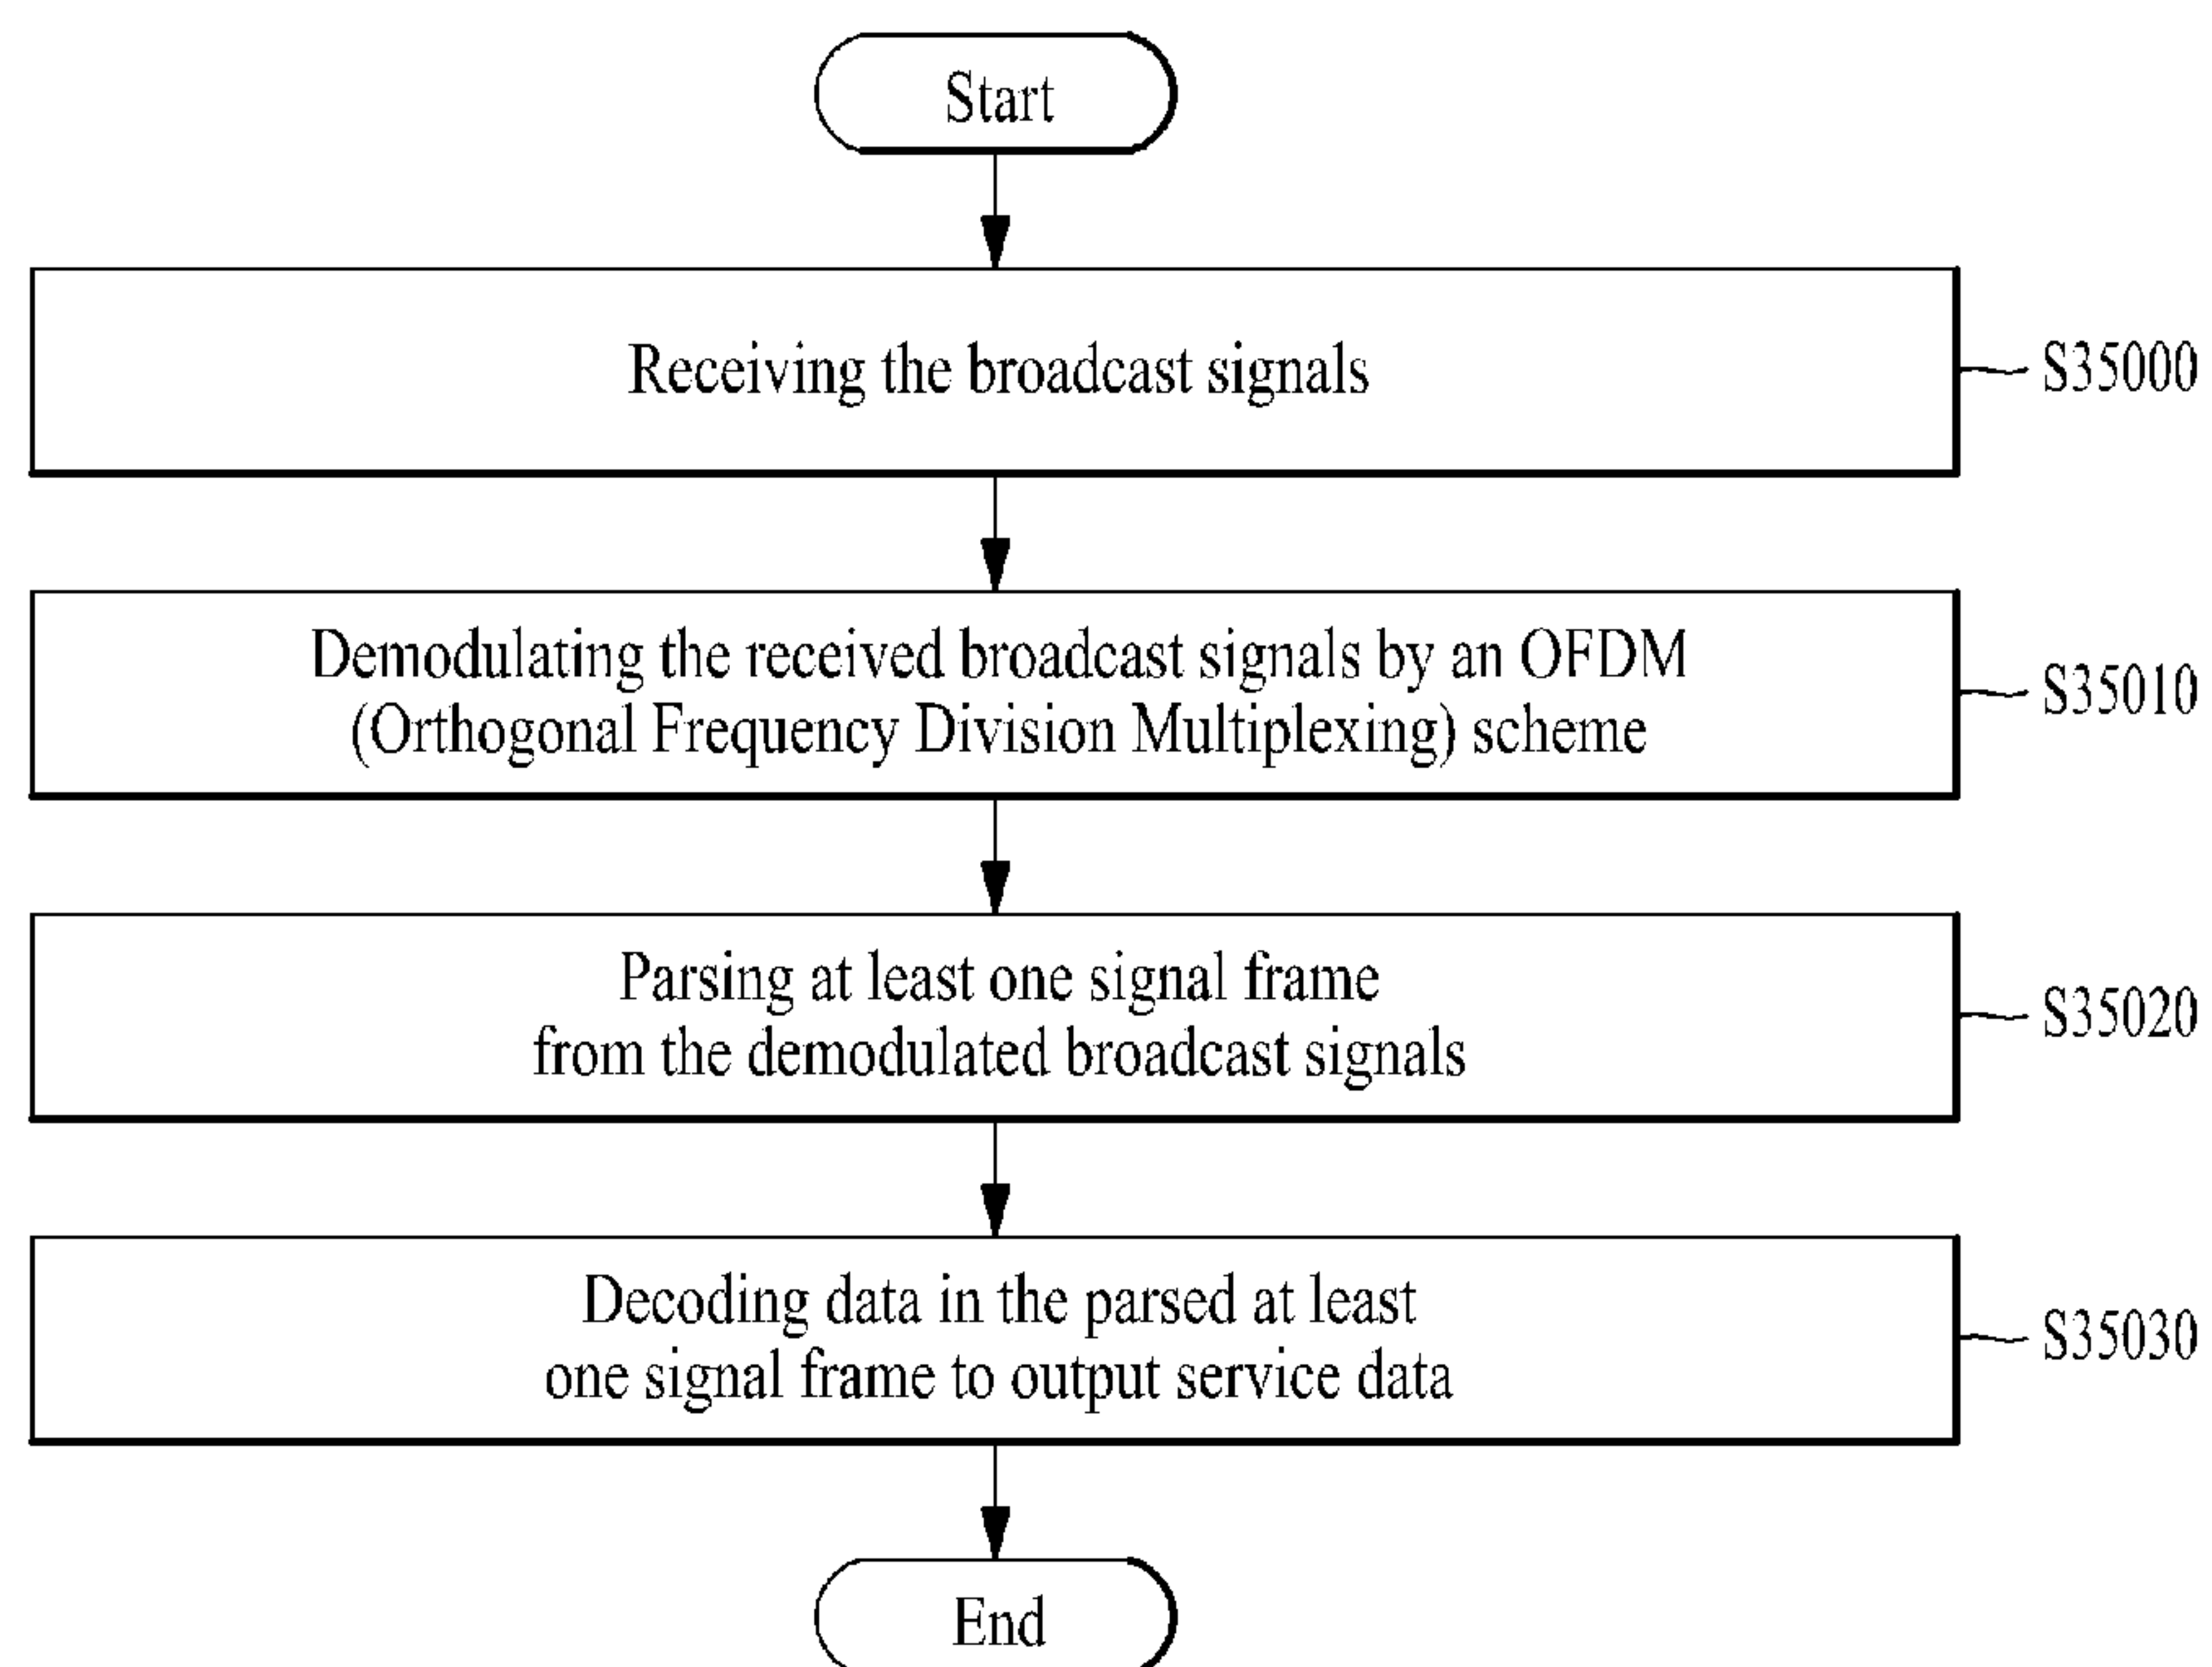 Start
Receiving the broadcast signals
S35000
Demodulating the received broadcast signals by an OFDM
(Orthogonal Frequency Division Multiplexing) scheme
S35010
Parsing at least one signal frame
from the demodulated broadcast signals
S35020
Decoding data in the parsed at least
one signal frame to output service data
S35030
End